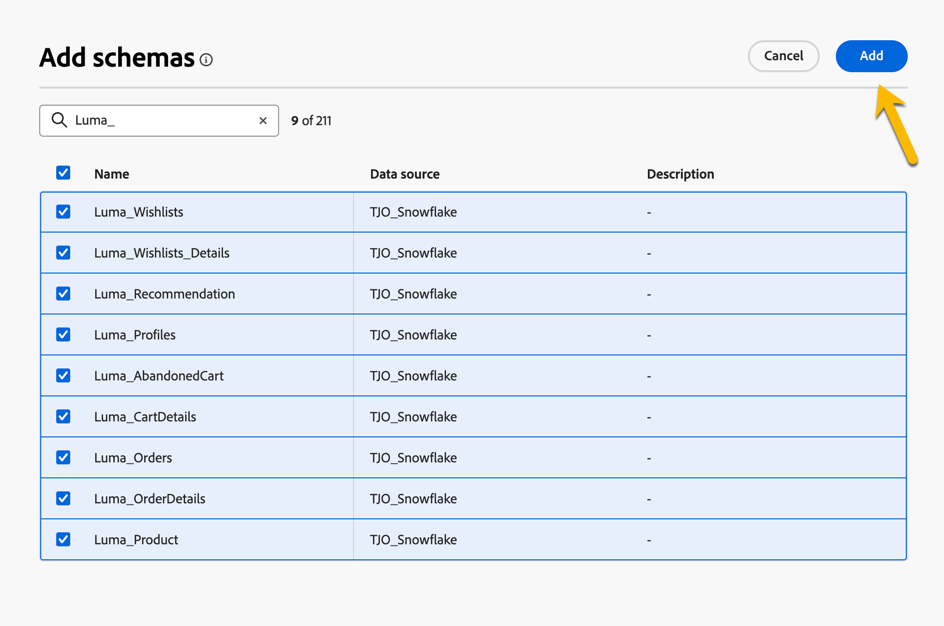 Add schemas
Cancel
Add
Luma_
9 of 211
Name Data source Description
Luma_Wishlists TJO_Snowflake -
Luma_Wishlists_Details TJO_Snowflake -
Luma_Recommendation TJO_Snowflake -
Luma_Profiles TJO_Snowflake -
Luma_AbandonedCart TJO_Snowflake -
Luma_CartDetails TJO_Snowflake -
Luma_Orders TJO_Snowflake -
Luma_OrderDetails TJO_Snowflake -
Luma_Product TJO_Snowflake -